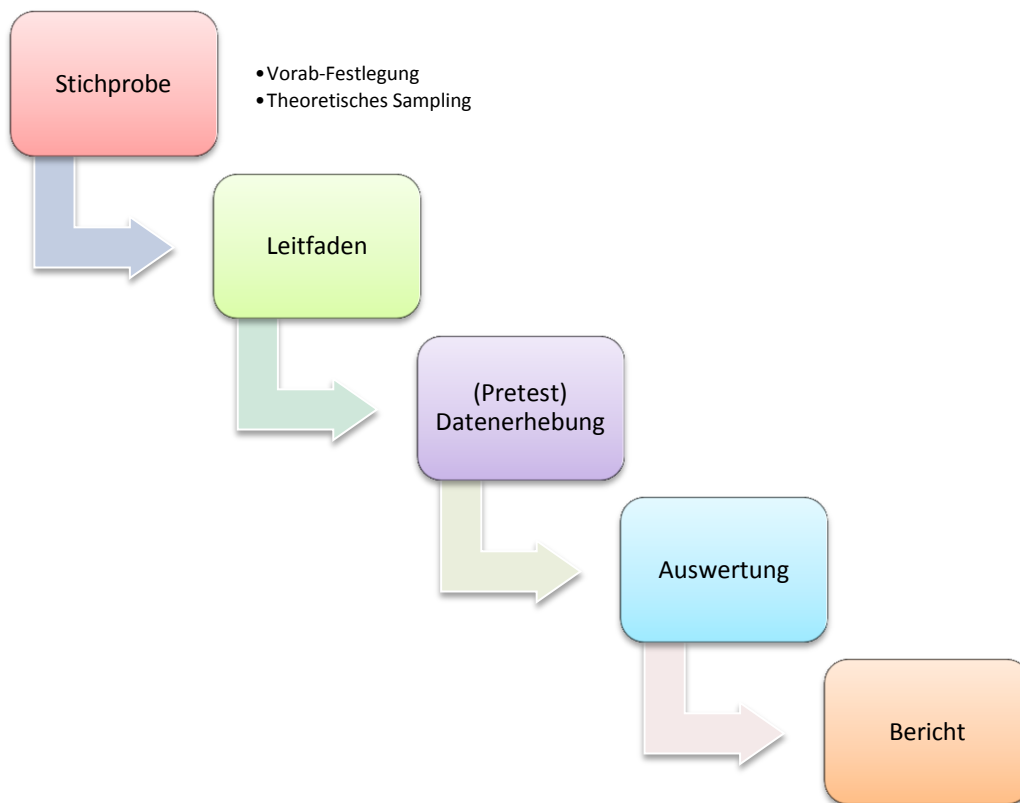 Stichprobe
•Vorab-Festlegung
•Theoretisches Sampling
Leitfaden
(Pretest)
Datenerhebung
Auswertung
Bericht